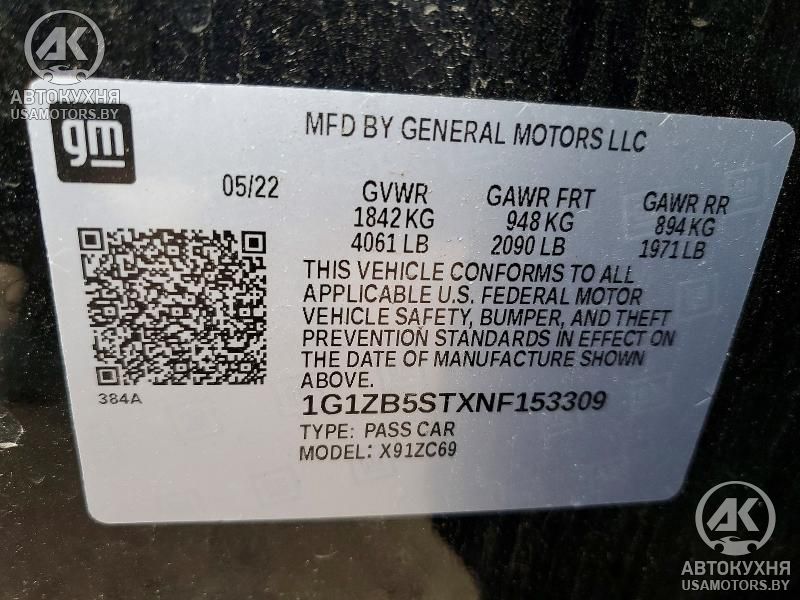 АК
АВТОКУХНЯ
USAMOTORS.BY
gm
MFD BY GENERAL MOTORS LLC
05/22
GVWR
1842 KG
4061 LB
GAWR FRT
948 KG
2090 LB
GAWR RR
894 KG
1971 LB
THIS VEHICLE CONFORMS TO ALL
APPLICABLE U.S. FEDERAL MOTOR
VEHICLE SAFETY, BUMPER, AND THEFT
PREVENTION STANDARDS IN EFFECT ON
THE DATE OF MANUFACTURE SHOWN
ABOVE.
384A
1G1ZB5STXNF153309
TYPE: PASS CAR
MODEL: X91ZC69
АК
АВТОКУХНЯ
USAMOTORS.BY